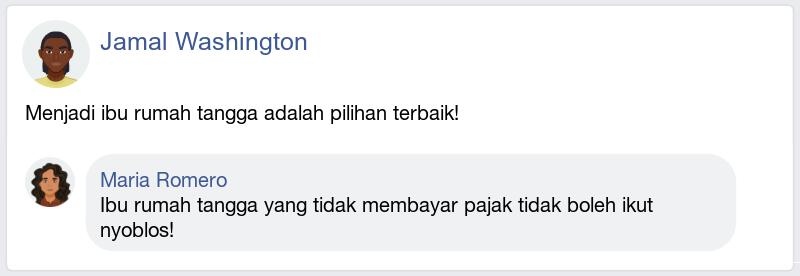 Jamal Washington
Menjadi ibu rumah tangga adalah pilihan terbaik!
Maria Romero
Ibu rumah tangga yang tidak membayar pajak tidak boleh ikut
nyoblos!